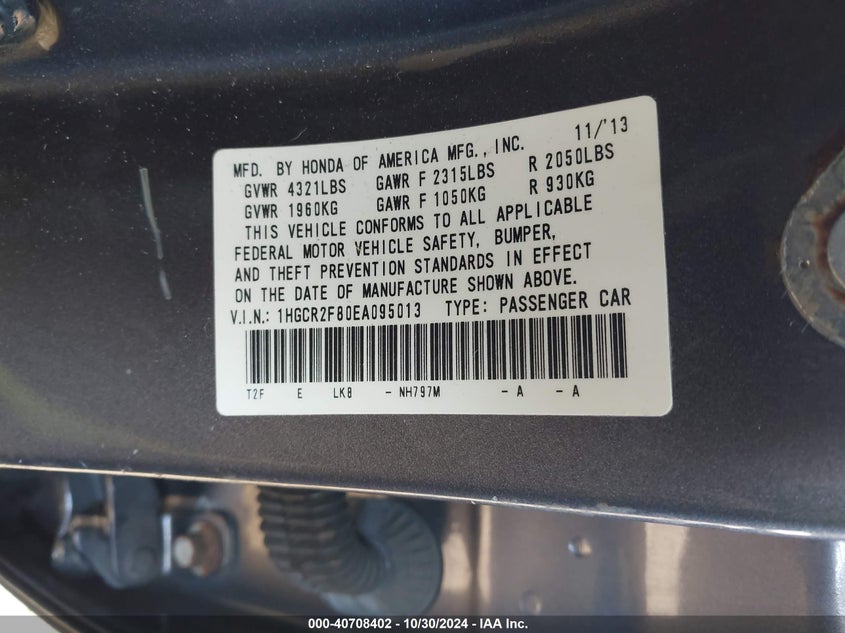 11/'13
MFD. BY HONDA OF AMERICA MFG., INC.
GVWR 4321LBS GAWR F 2315LBS R 2050LBS
GVWR 1960KG GAWR F 1050KG R 930KG
THIS VEHICLE CONFORMS TO ALL APPLICABLE
FEDERAL MOTOR VEHICLE SAFETY, BUMPER,
AND THEFT PREVENTION STANDARDS IN EFFECT
ON THE DATE OF MANUFACTURE SHOWN ABOVE.
V.I.N.: 1HGCR2F80EA095013 TYPE: PASSENGER CAR
T2F E LK8 - NH797M - A - A
000-40708402 - 10/30/2024 - IAA Inc.